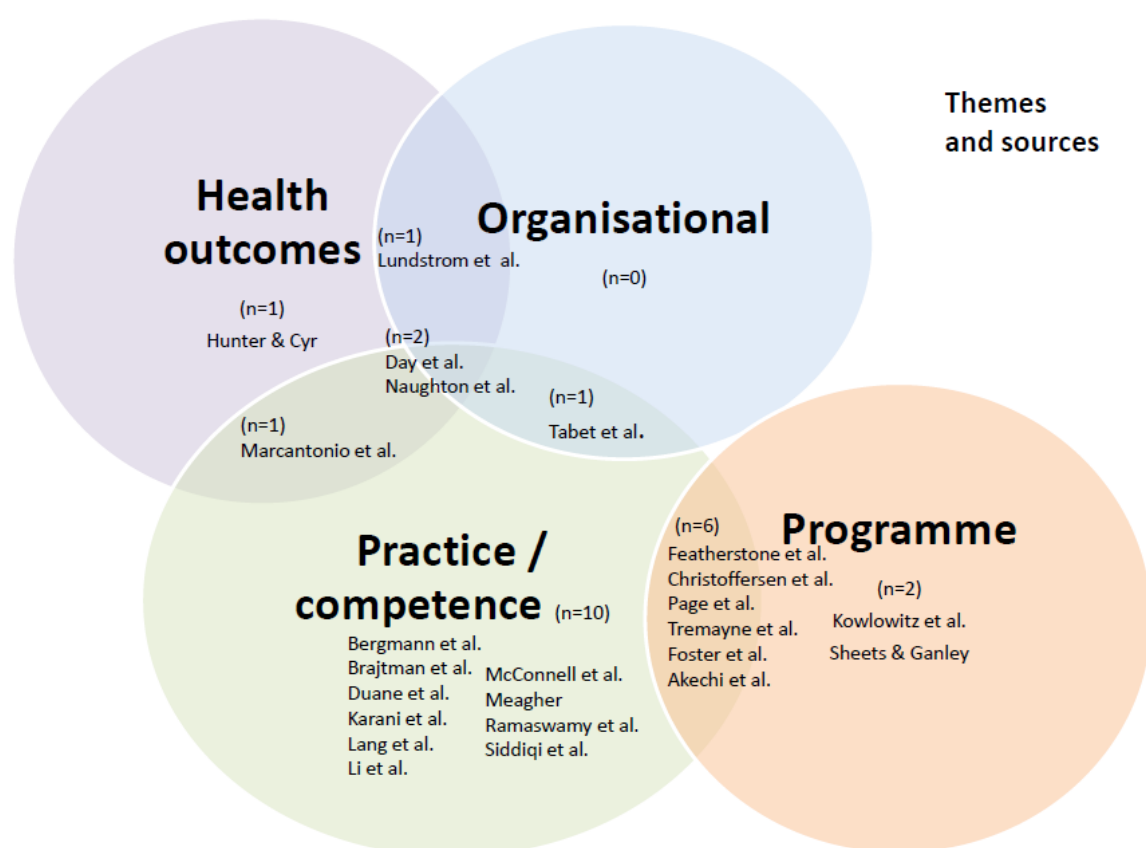 Themes
and sources
Health
outcomes
(n=1)
Hunter & Cyr
Organisational
(n=0)
(n=1)
Lundstrom et al.
(n=2)
Day et al.
Naughton et al.
(n=1)
Tabet et al.
(n=1)
Marcantonio et al.
Practice /
competence (n=10)
Bergmann et al.
Brajtman et al.
Duane et al.
Karani et al.
Lang et al.
Li et al.
McConnell et al.
Meagher
Ramaswamy et al.
Siddiqi et al.
(n=6)
Featherstone et al.
Christoffersen et al.
Page et al.
Tremayne et al.
Foster et al.
Akechi et al.
Programme
(n=2)
Kowlowitz et al.
Sheets & Ganley